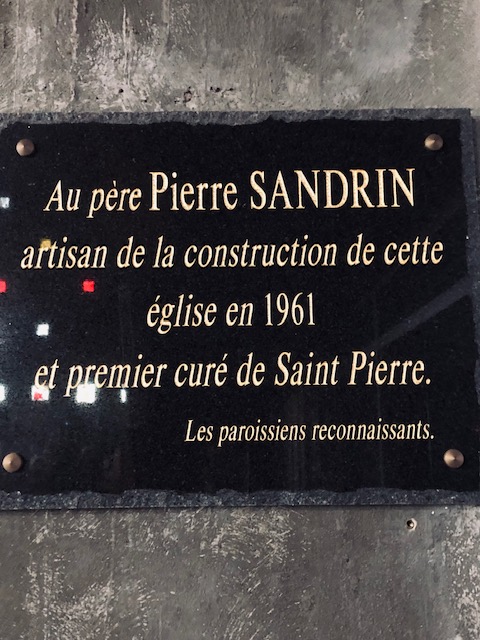 Au père Pierre SANDRIN
artisan de la construction de cette
église en 1961
et premier curé de Saint Pierre.
Les paroissiens reconnaissants.